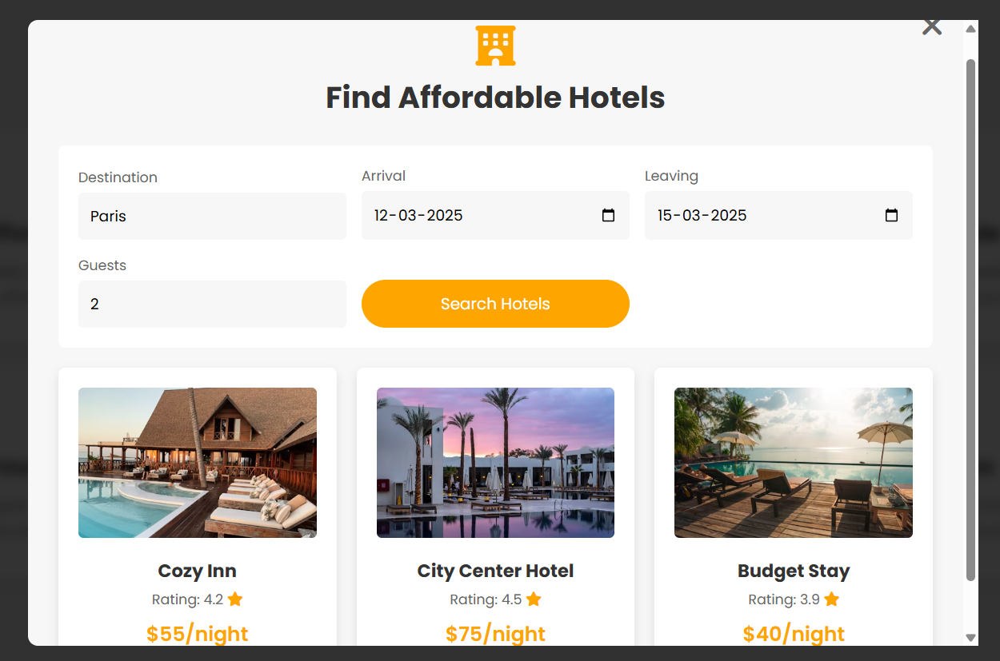 Find Affordable Hotels
Destination
Arrival
Leaving
Paris
12-03-2025
15-03-2025
Guests
2
Search Hotels
Cozy Inn
City Center Hotel
Budget Stay
Rating: 4.2
Rating: 4.5
Rating: 3.9
$55/night
$75/night
$40/night